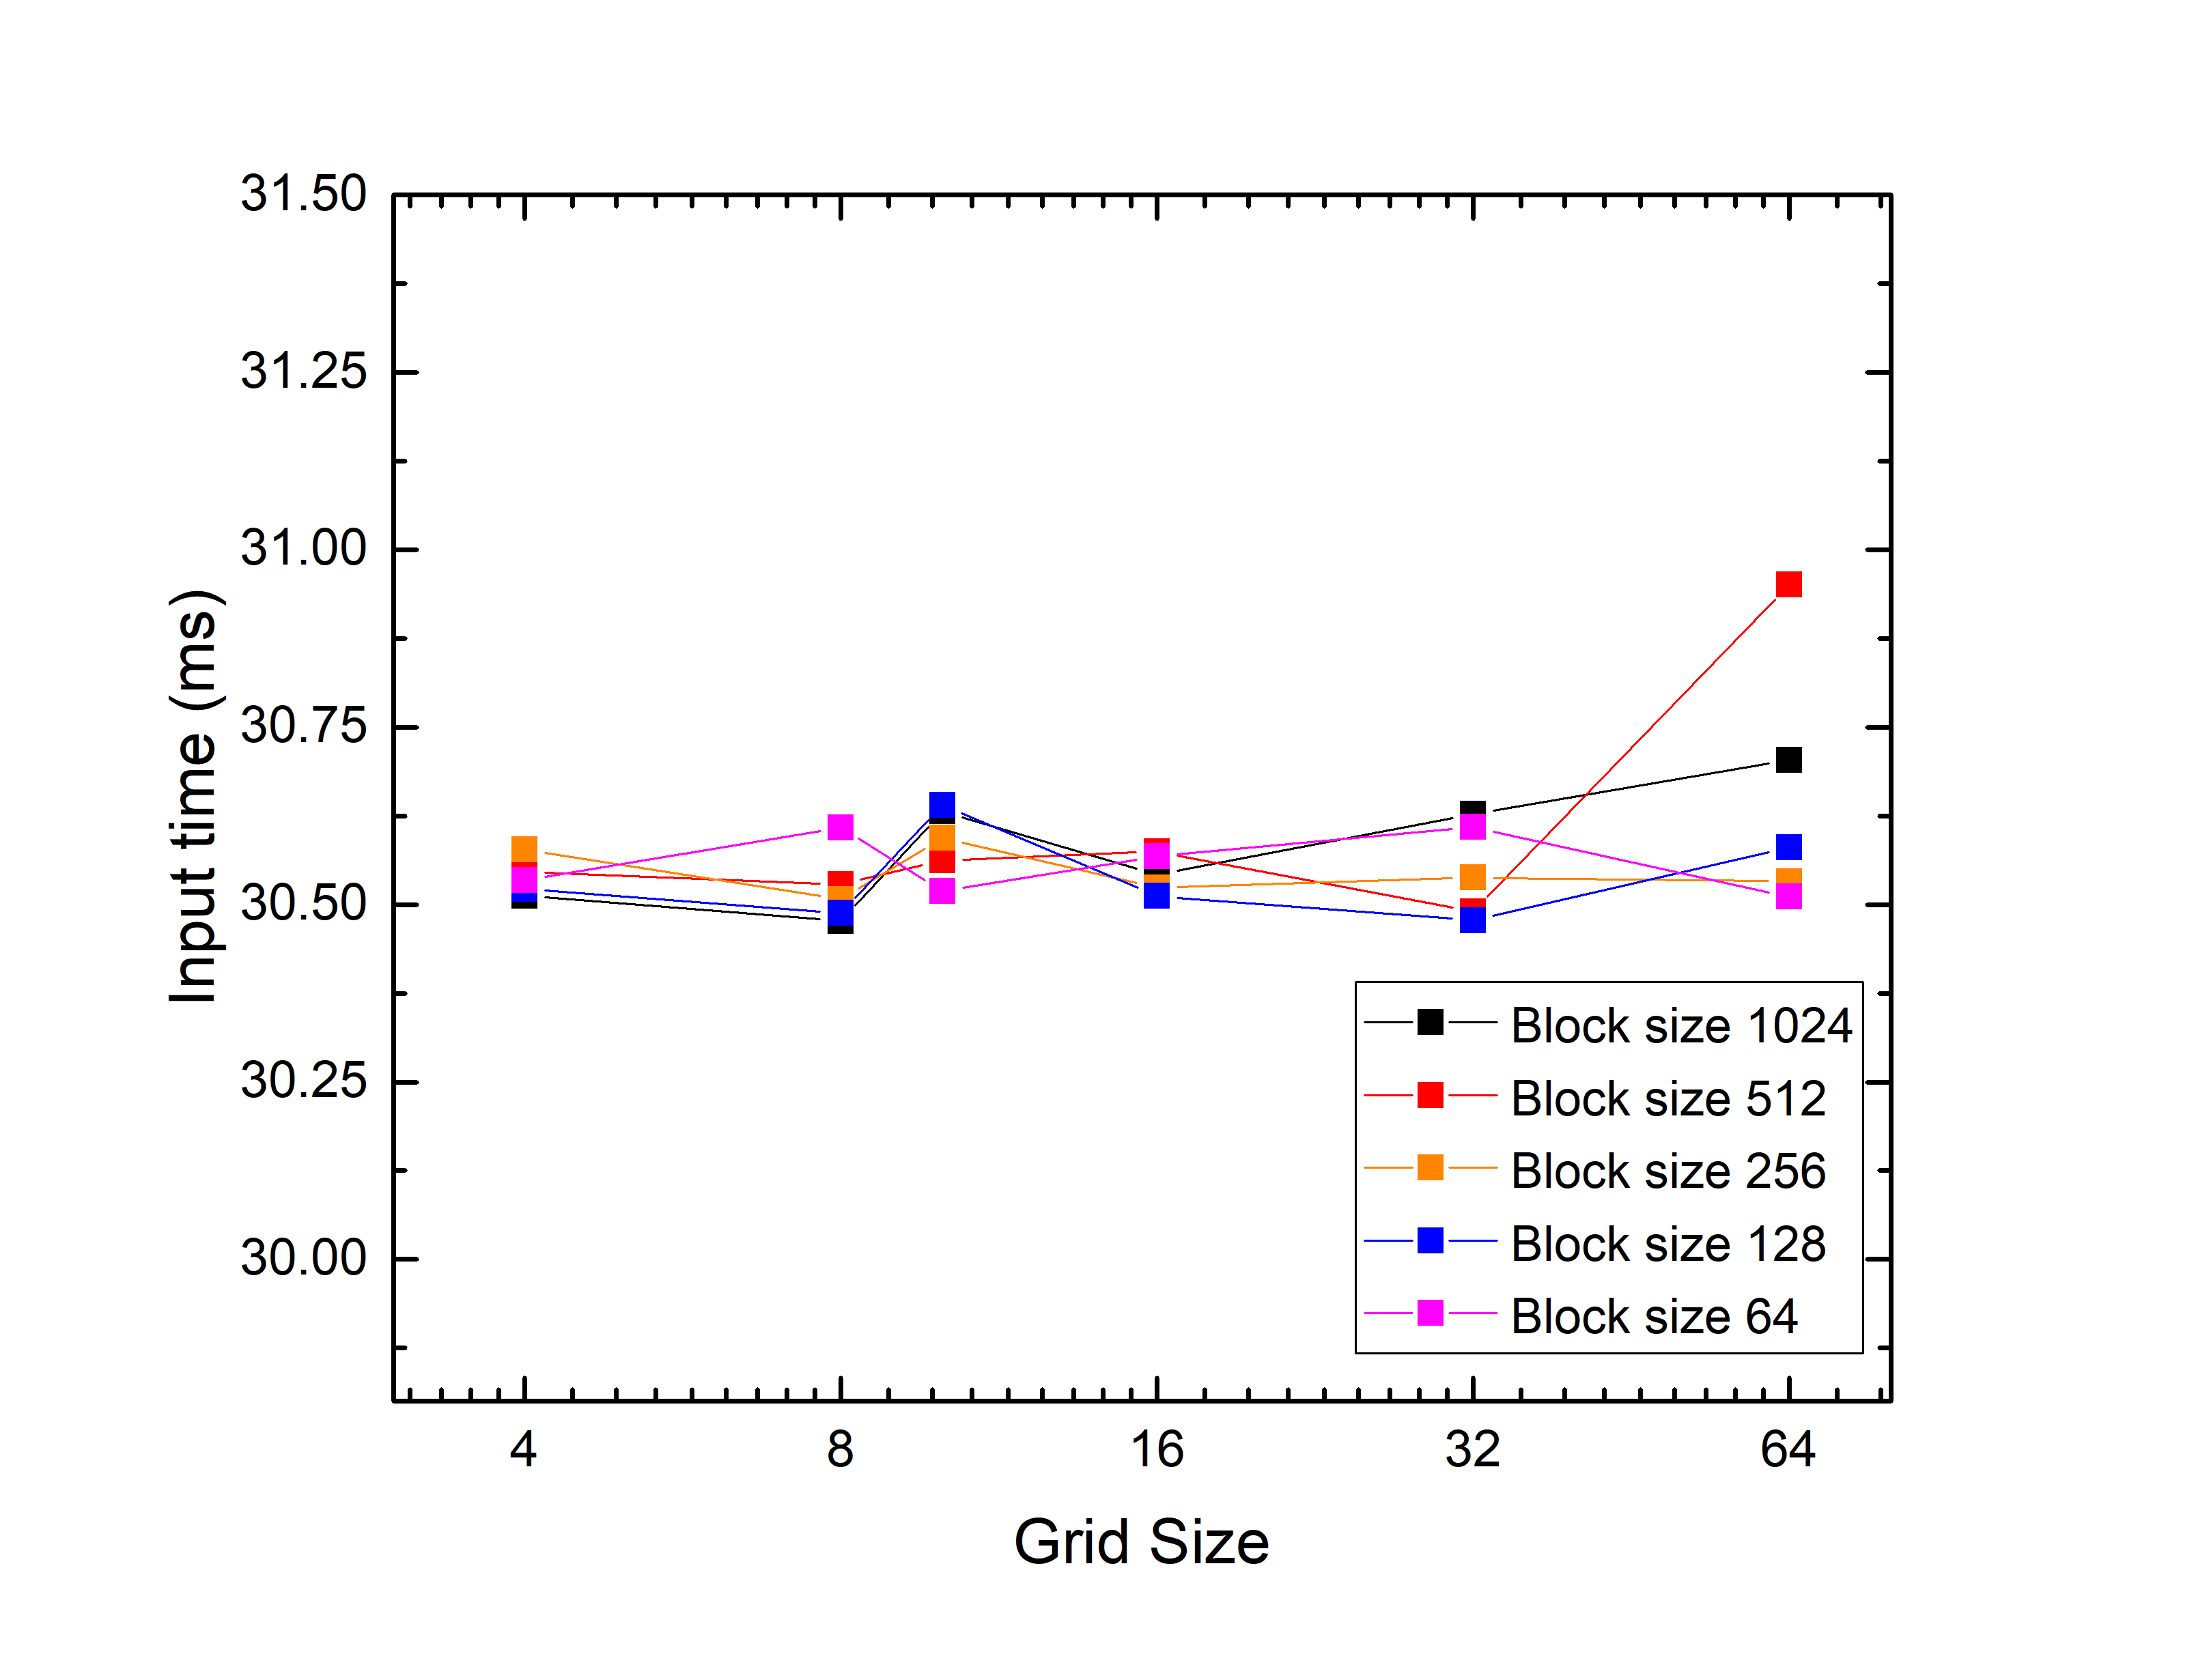 31.50
31.25
31.00
30.75
30.50
30.25
30.00
Input time (ms)
4 8 16 32 64
Grid Size
Block size 1024
Block size 512
Block size 256
Block size 128
Block size 64